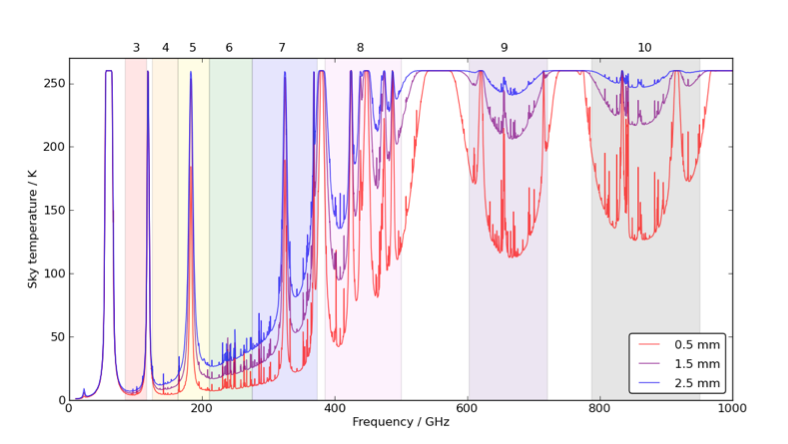 3 4 5 6 7 8 9 10
250
200
150
100
50
0
Sky temperature / K
0.5 mm
1.5 mm
2.5 mm
0 200 400 600 800 1000
Frequency / GHz